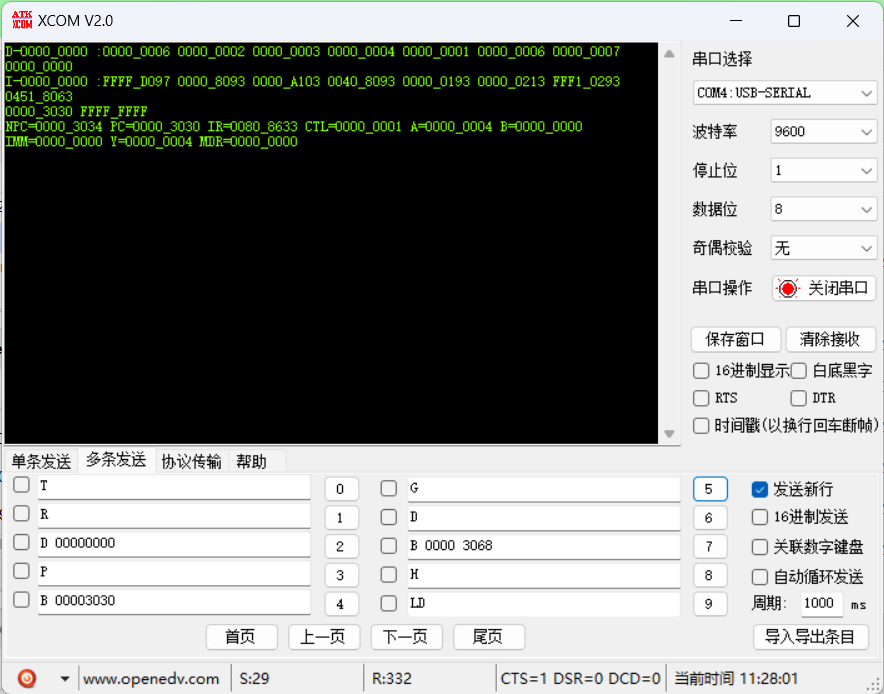 ATK XCOM XCOM V2.0
D-0000_0000 :0000_0006 0000_0002 0000_0003 0000_0004 0000_0001 0000_0006 0000_0007
0000_0000
I-0000_0000 :FFFF_D097 0000_8093 0000_A103 0040_8093 0000_0193 0000_0213 FFF1_0293
0451_8063
0000_3030 FFFF_FFFF
NPC=0000_3034 PC=0000_3030 IR=0080_8633 CTL=0000_0001 A=0000_0004 B=0000_0000
IMM=0000_0000 Y=0000_0004 MDR=0000_0000
串口选择
COM4:USB-SERIAL
波特率 9600
停止位 1
数据位 8
奇偶校验 无
串口操作 关闭串口
保存窗口 清除接收
16进制显示 白底黑字
RTS DTR
时间戳(以换行回车断帧)
单条发送 多条发送 协议传输 帮助
T 0 G 5 发送新行
R 1 D 6 16进制发送
D 00000000 2 B 0000 3068 7 关联数字键盘
P 3 H 8 自动循环发送
B 00003030 4 LD 9 周期: 1000 ms
首页 上一页 下一页 尾页 导入导出条目
www.openedv.com S:29 R:332 CTS=1 DSR=0 DCD=0 当前时间 11:28:01